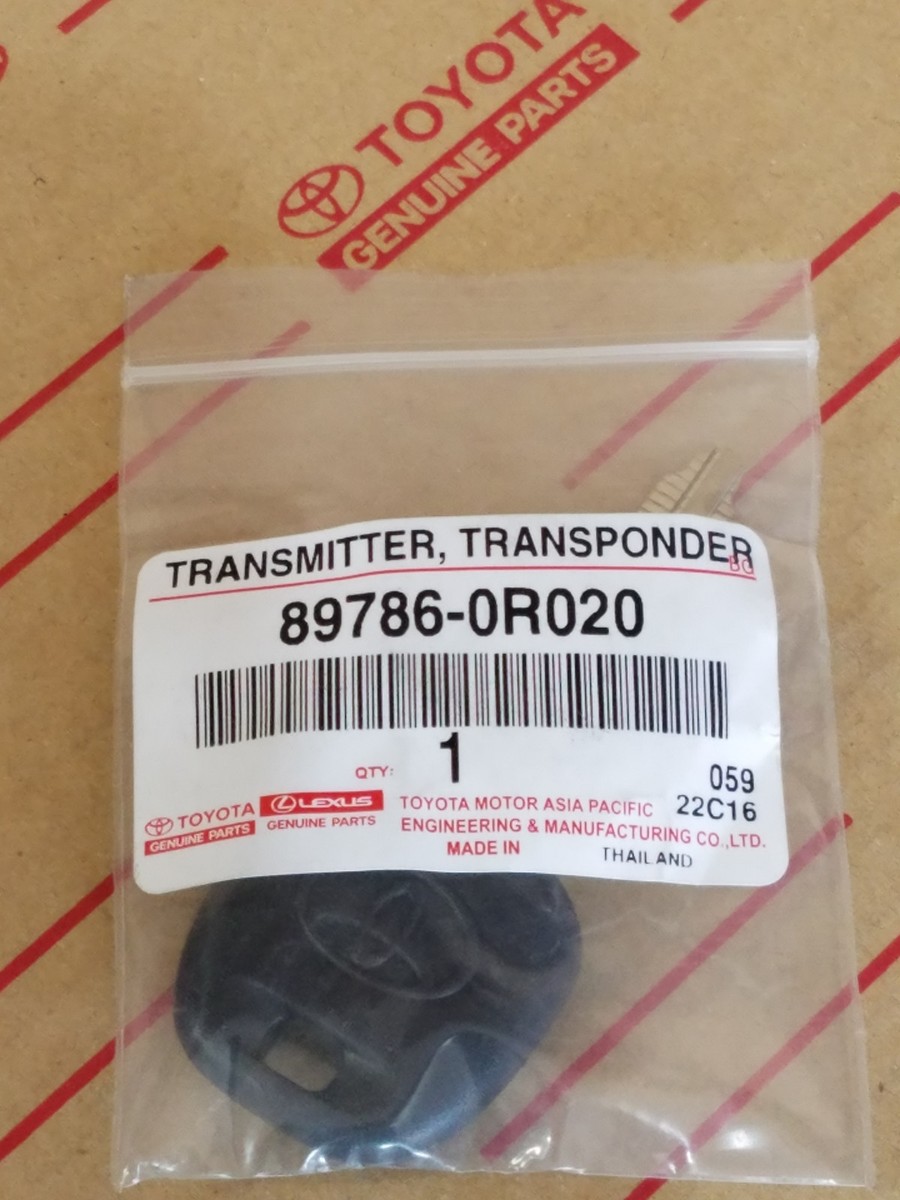 TOYOTA
GENUINE PARTS
TRANSMITTER, TRANSPONDER
BC
89786-0R020
QTY: 1
059
22C16
TOYOTA
GENUINE PARTS
LEXUS
GENUINE PARTS
TOYOTA MOTOR ASIA PACIFIC
ENGINEERING & MANUFACTURING CO.,LTD.
MADE IN THAILAND